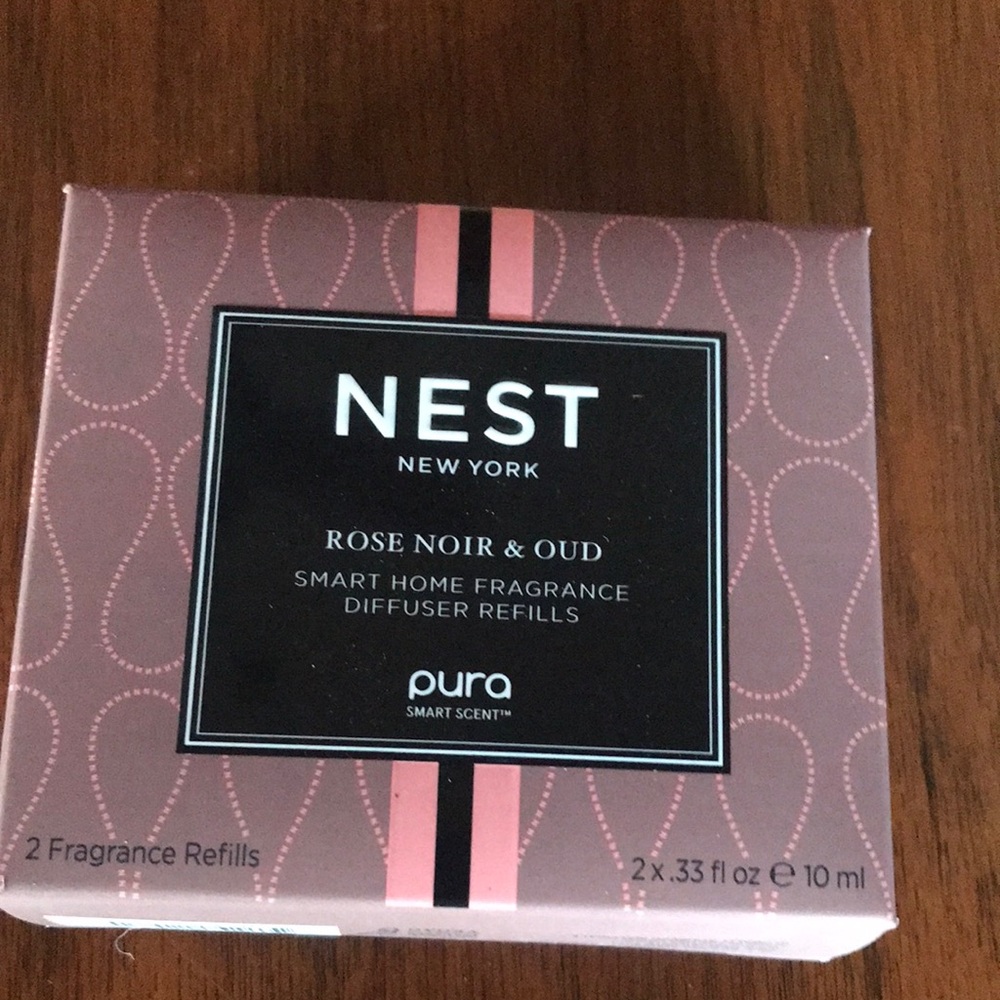 NEST
NEW YORK
ROSE NOIR & OUD
SMART HOME FRAGRANCE
DIFFUSER REFILLS
pura
SMART SCENT™
2 Fragrance Refills
2 x .33 fl oz ℮ 10 ml